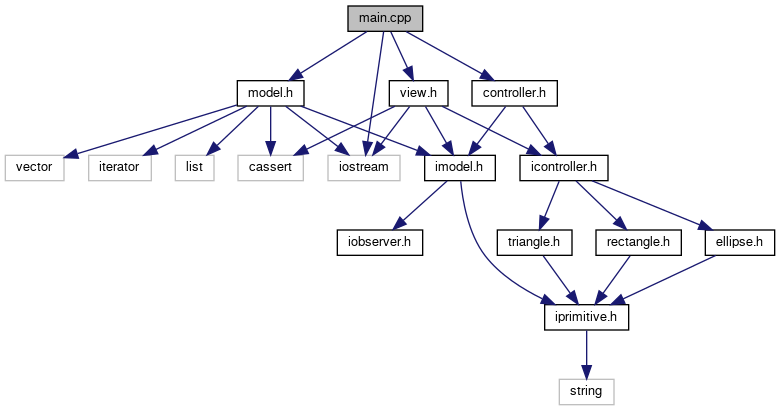 main.cpp
model.h
view.h
controller.h
vector
iterator
list
cassert
iostream
imodel.h
icontroller.h
iobserver.h
triangle.h
rectangle.h
ellipse.h
iprimitive.h
string